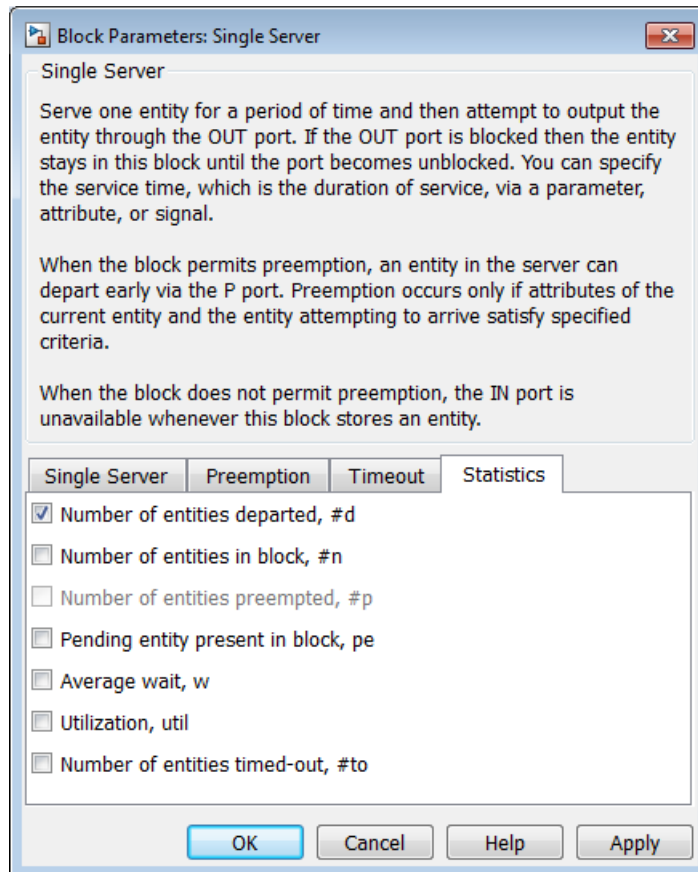 Block Parameters: Single Server
Single Server
Serve one entity for a period of time and then attempt to output the
entity through the OUT port. If the OUT port is blocked then the entity
stays in this block until the port becomes unblocked. You can specify
the service time, which is the duration of service, via a parameter,
attribute, or signal.
When the block permits preemption, an entity in the server can
depart early via the P port. Preemption occurs only if attributes of the
current entity and the entity attempting to arrive satisfy specified
criteria.
When the block does not permit preemption, the IN port is
unavailable whenever this block stores an entity.
Single Server Preemption Timeout Statistics
Number of entities departed, #d
Number of entities in block, #n
Number of entities preempted, #p
Pending entity present in block, pe
Average wait, w
Utilization, util
Number of entities timed-out, #to
OK Cancel Help Apply